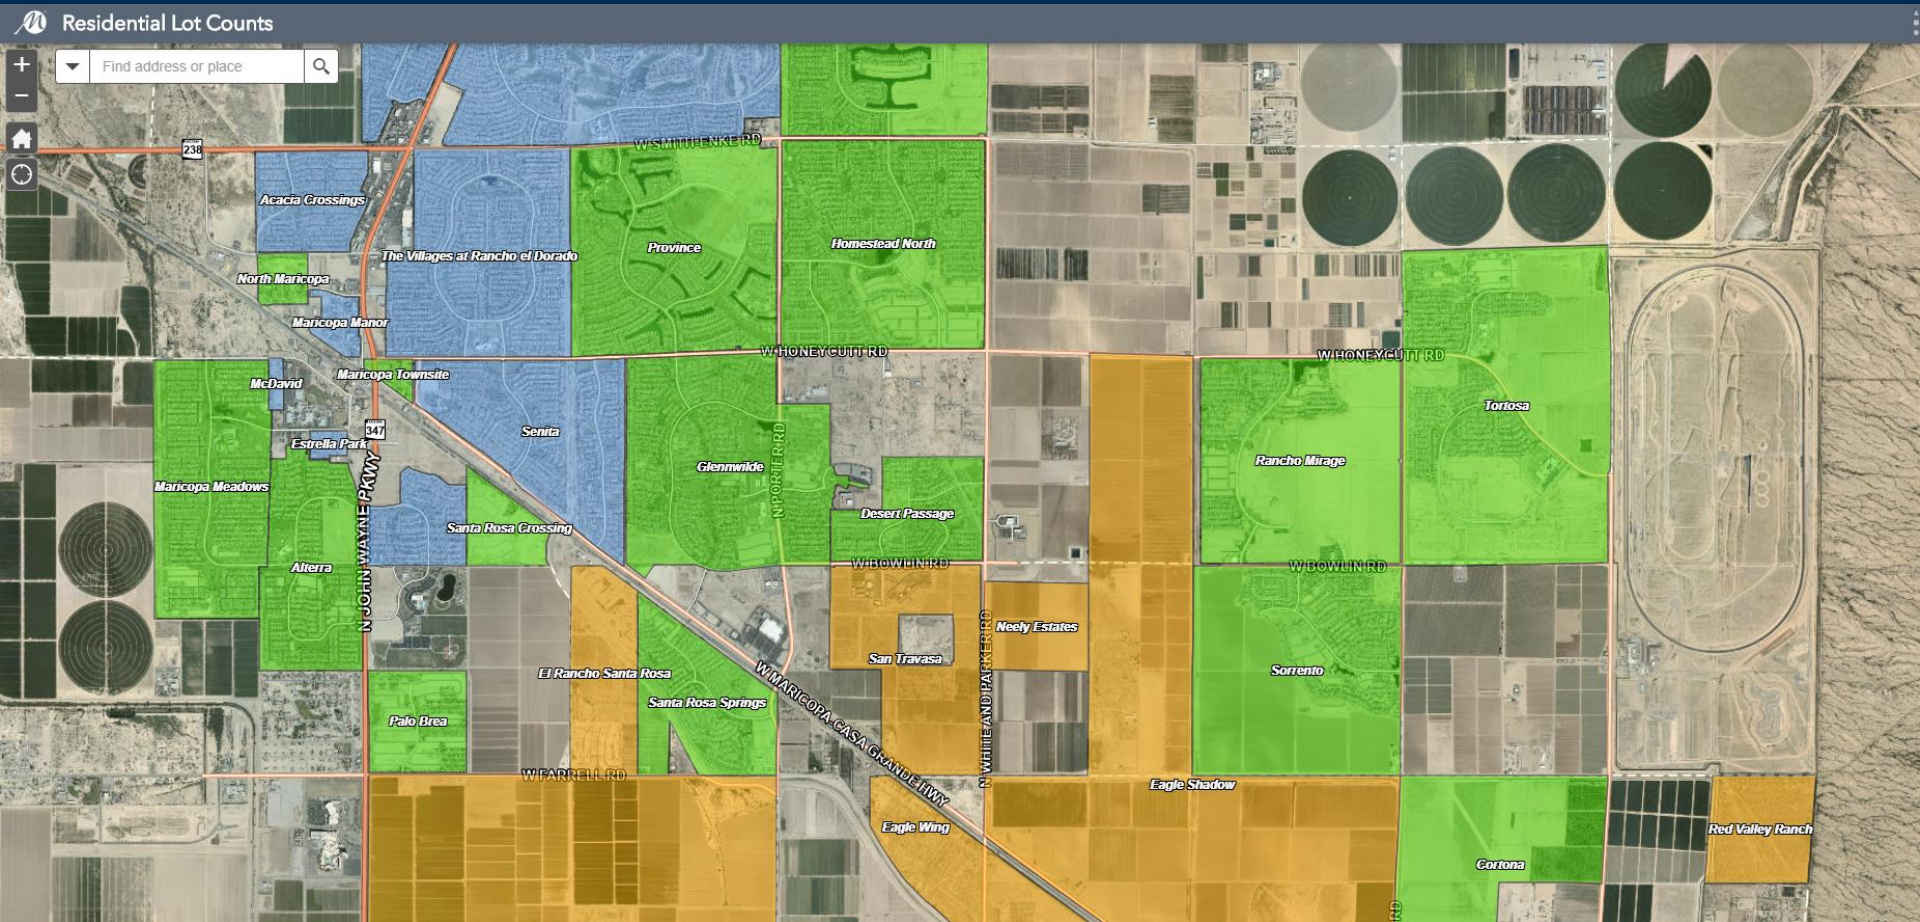 Residential Lot Counts
+
Find address or place
−
W SMITH-ENKE RD
238
Acacia Crossings
The Villages at Rancho el Dorado
Province
Homestead North
North Maricopa
Maricopa Manor
W HONEYCUTT RD
W HONEYCUTT RD
McDavid
Maricopa Townsite
347
Estrella Park
Senita
Glennwilde
N PORTER RD
Rancho Mirage
Tortosa
Maricopa Meadows
Santa Rosa Crossing
Desert Passage
Alterra
N JOHN WAYNE PKWY
W BOWLIN RD
W BOWLIN RD
Neely Estates
San Travasa
N WHITE AND PARKER RD
El Rancho Santa Rosa
Sorrento
Santa Rosa Springs
Palo Brea
W MARICOPA-CASA GRANDE HWY
W FARRELL RD
Eagle Shadow
Eagle Wing
Red Valley Ranch
Cortona
RD